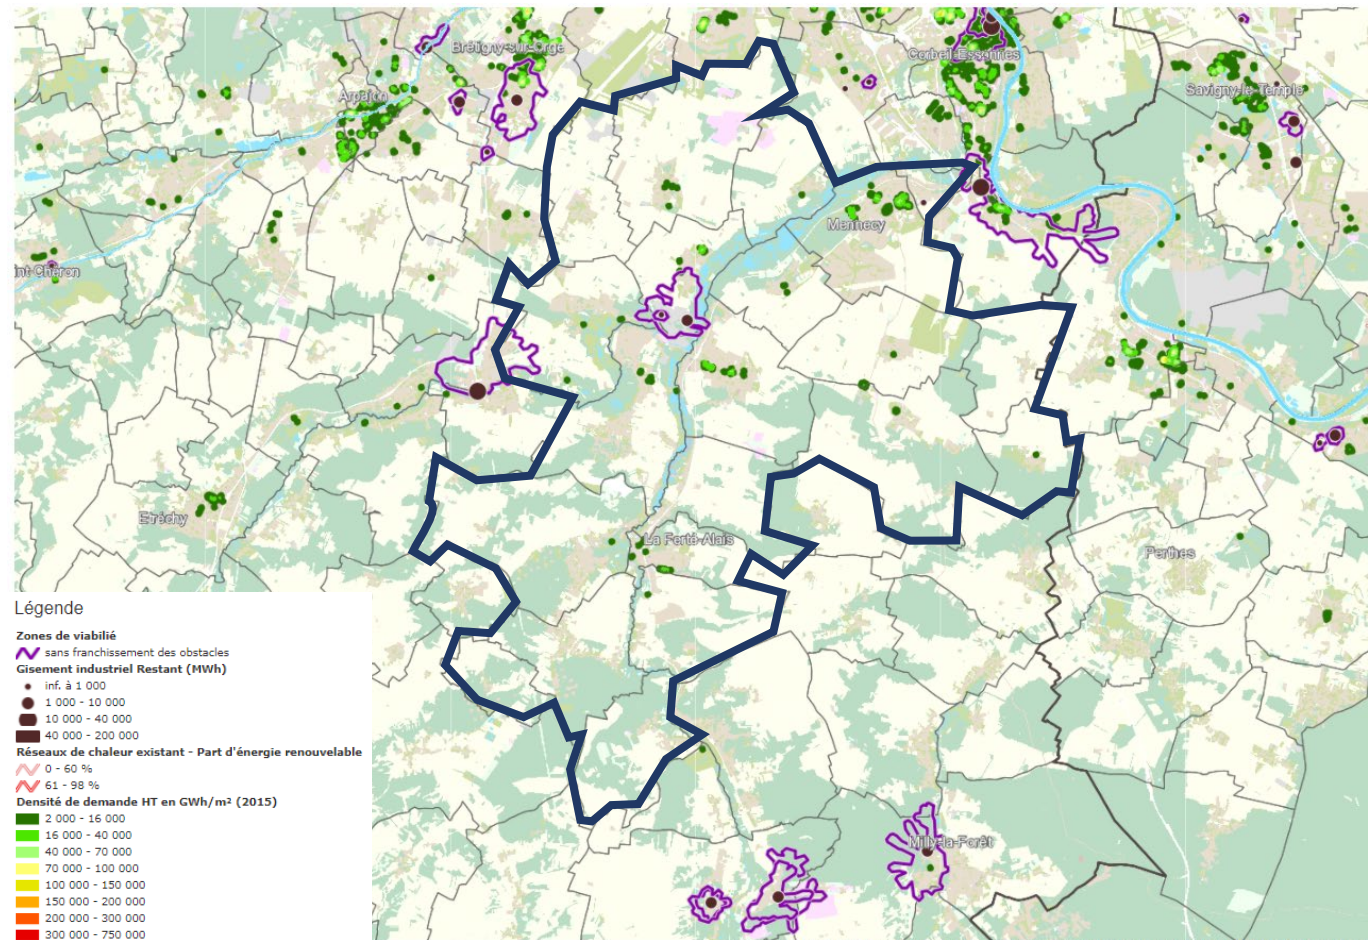 Brétigny-sur-Orge
Corbeil-Essonnes
Arpajon
Savigny-le-Temple
Mennecy
int-Chéron
Etréchy
La Ferté-Alais
Perthes
Milly-la-Forêt
Légende
Zones de viabilié
sans franchissement des obstacles
Gisement industriel Restant (MWh)
inf. à 1 000
1 000 - 10 000
10 000 - 40 000
40 000 - 200 000
Réseaux de chaleur existant - Part d'énergie renouvelable
0 - 60 %
61 - 98 %
Densité de demande HT en GWh/m² (2015)
2 000 - 16 000
16 000 - 40 000
40 000 - 70 000
70 000 - 100 000
100 000 - 150 000
150 000 - 200 000
200 000 - 300 000
300 000 - 750 000